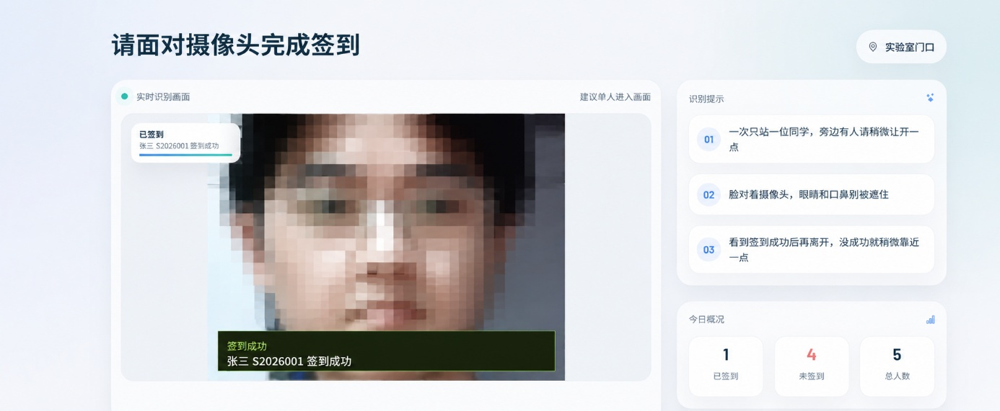 请面对摄像头完成签到
实验室门口
实时识别画面
建议单人进入画面
已签到
张三 S2026001 签到成功
签到成功
张三 S2026001 签到成功
识别提示
01
一次只站一位同学，旁边有人请稍微让开一
点
02
脸对着摄像头，眼睛和口鼻别被遮住
03
看到签到成功后再离开，没成功就稍微靠近
一点
今日概况
1
已签到
4
未签到
5
总人数